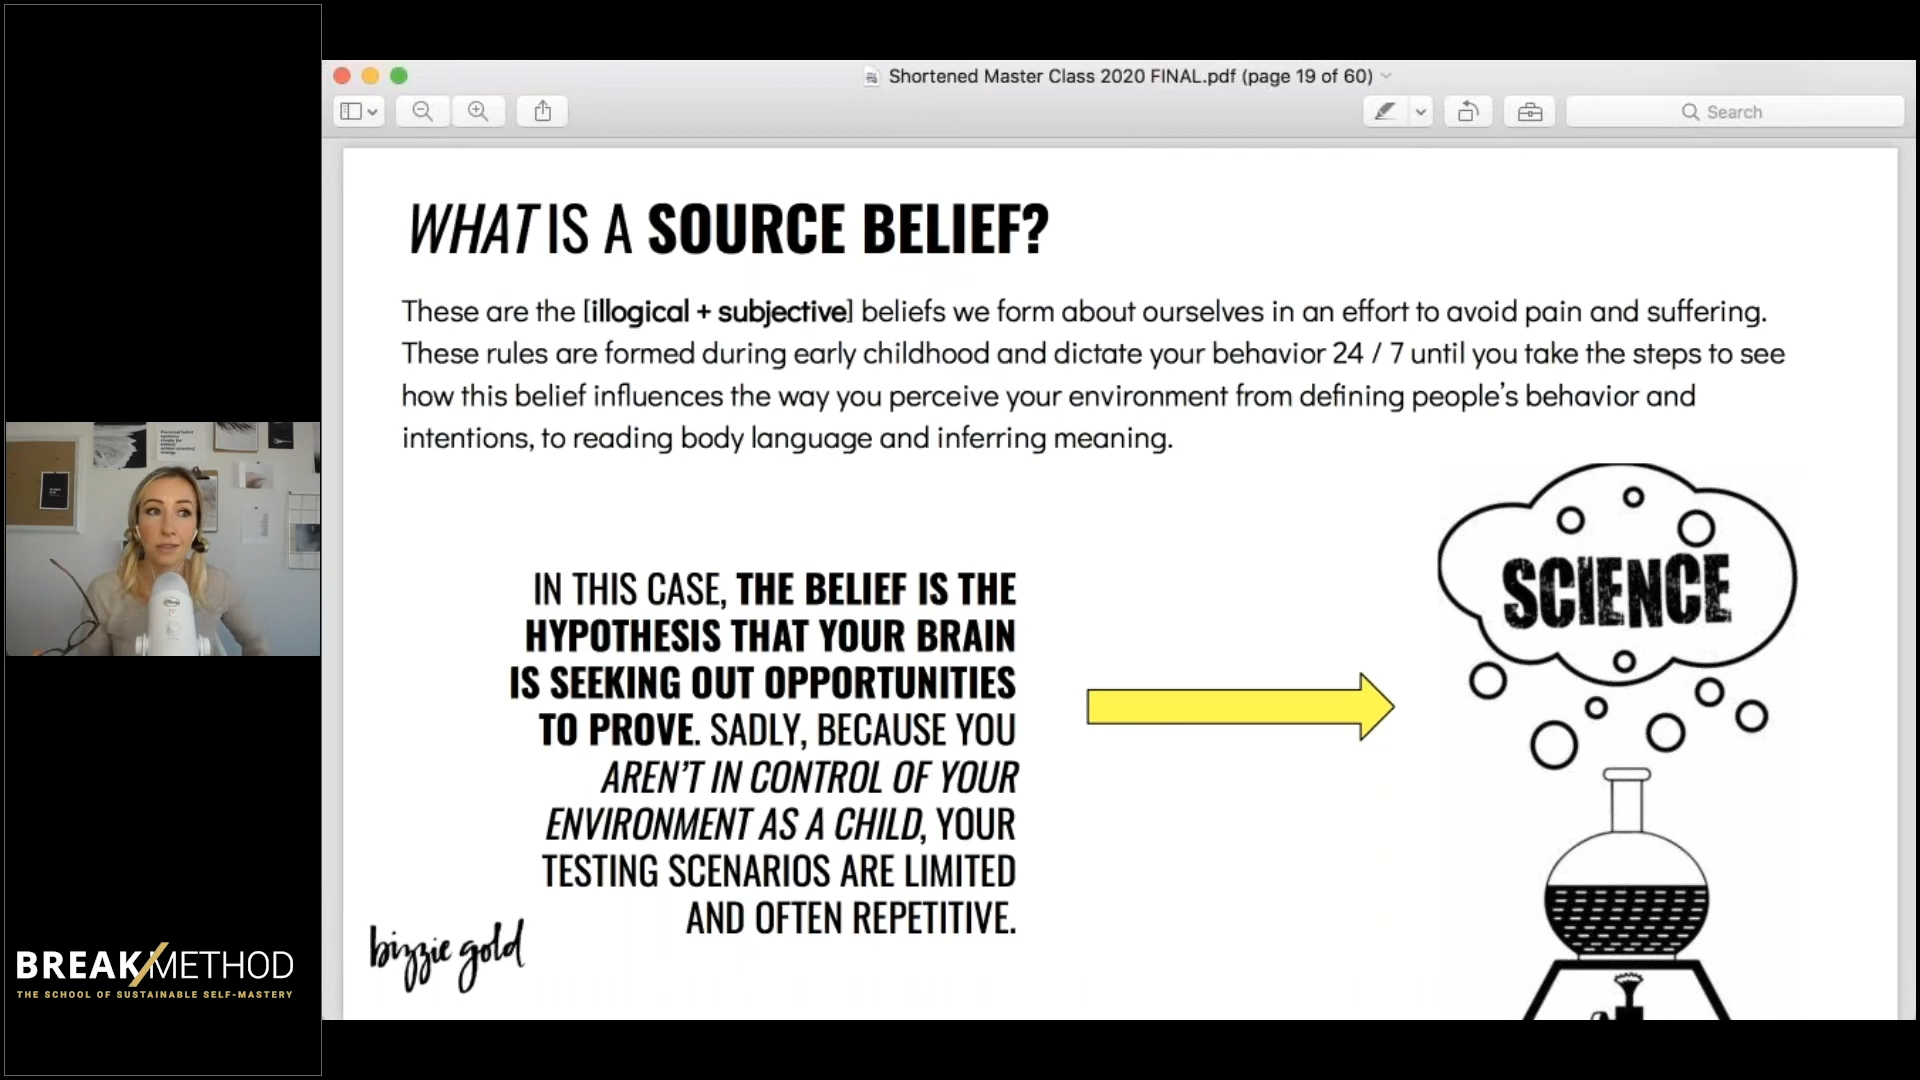 Shortened Master Class 2020 FINAL.pdf (page 19 of 60)
Search
WHAT IS A SOURCE BELIEF?
These are the [illogical + subjective] beliefs we form about ourselves in an effort to avoid pain and suffering.
These rules are formed during early childhood and dictate your behavior 24 / 7 until you take the steps to see
how this belief influences the way you perceive your environment from defining people's behavior and
intentions, to reading body language and inferring meaning.
IN THIS CASE, THE BELIEF IS THE
HYPOTHESIS THAT YOUR BRAIN
IS SEEKING OUT OPPORTUNITIES
TO PROVE. SADLY, BECAUSE YOU
AREN'T IN CONTROL OF YOUR
ENVIRONMENT AS A CHILD, YOUR
TESTING SCENARIOS ARE LIMITED
AND OFTEN REPETITIVE.
SCIENCE
bizzie gold
BREAK/METHOD
THE SCHOOL OF SUSTAINABLE SELF-MASTERY